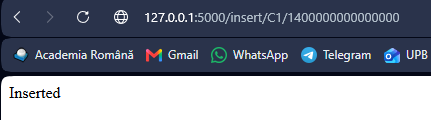 127.0.0.1:5000/insert/C1/1400000000000000
Academia Română Gmail WhatsApp Telegram UPB
Inserted